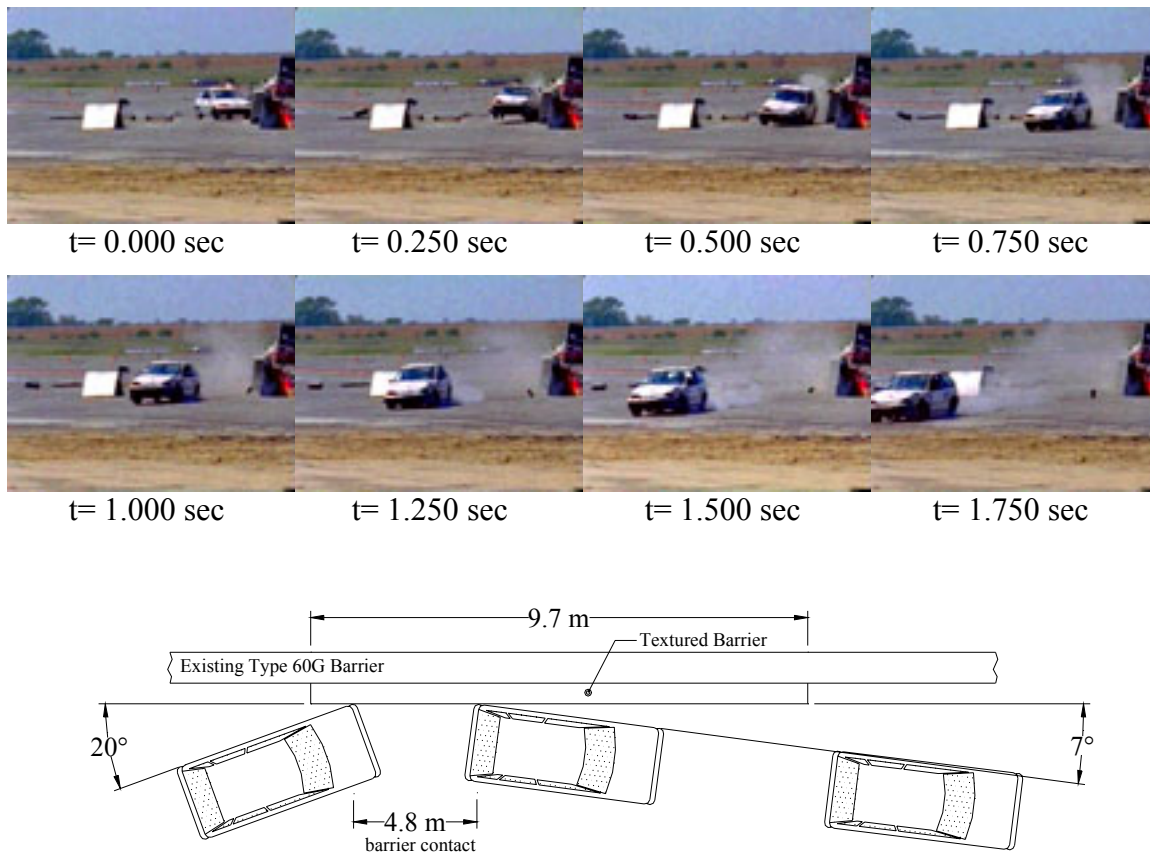 t= 0.000 sec
t= 0.250 sec
t= 0.500 sec
t= 0.750 sec
t= 1.000 sec
t= 1.250 sec
t= 1.500 sec
t= 1.750 sec
9.7 m
Textured Barrier
Existing Type 60G Barrier
20°
7°
4.8 m
barrier contact